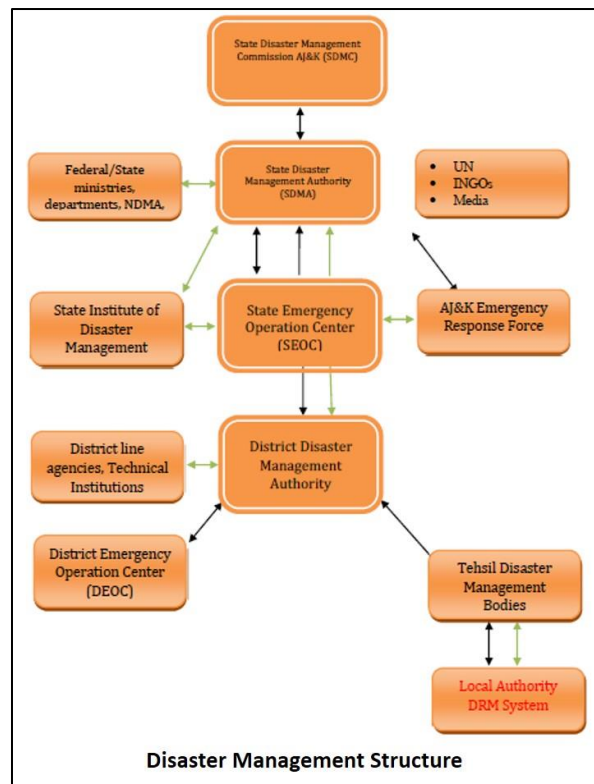 State Disaster Management
Commission AJ&K (SDMC)
Federal/State
ministries,
departments, NDMA,
State Disaster
Management Authority
(SDMA)
• UN
• INGOs
• Media
State Institute of
Disaster
Management
State Emergency
Operation Center
(SEOC)
AJ&K Emergency
Response Force
District line
agencies, Technical
Institutions
District Disaster
Management
Authority
District Emergency
Operation Center
(DEOC)
Tehsil Disaster
Management
Bodies
Local Authority
DRM System
Disaster Management Structure